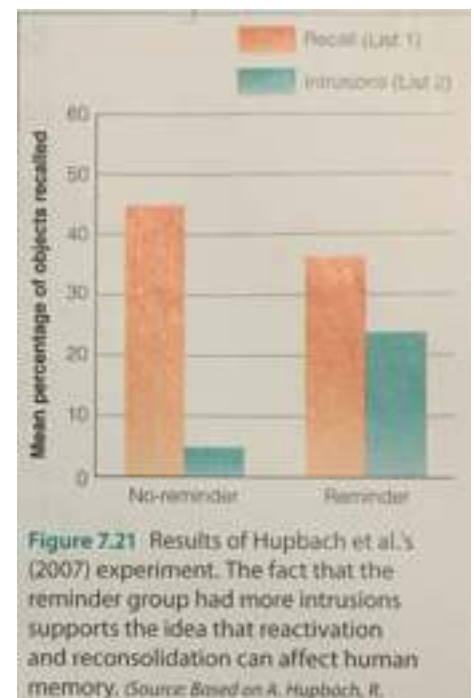 Recall (List 1)
Intrusions (List 2)
Mean percentage of objects recalled
60
50
40
30
20
10
0
No-reminder
Reminder
Figure 7.21 Results of Hupbach et al.'s
(2007) experiment. The fact that the
reminder group had more intrusions
supports the idea that reactivation
and reconsolidation can affect human
memory. (Source: Based on A. Hupbach, R.